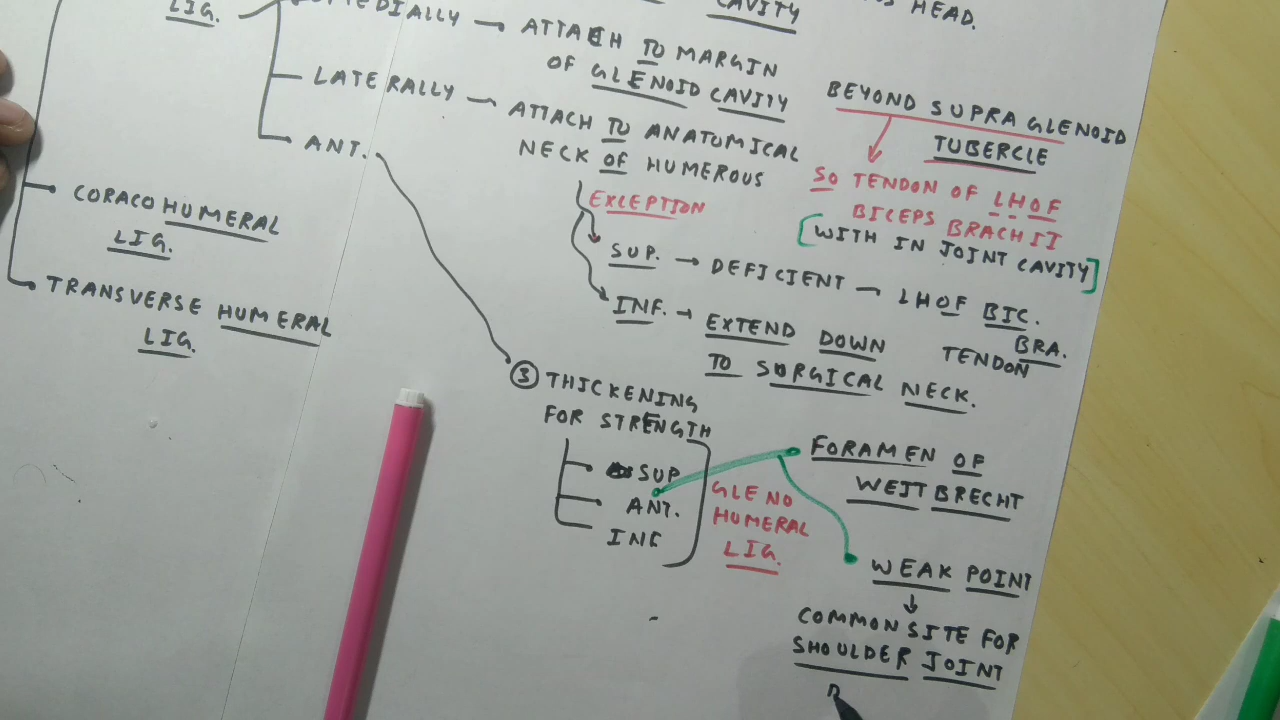 LIG.
MEDIALLY
CAVITY
HEAD.
ATTACH TO MARGIN
OF GLENOID CAVITY
LATERALLY
ATTACH TO ANATOMICAL
NECK OF HUMEROUS
ANT.
BEYOND SUPRA GLENOID
TUBERCLE
SO TENDON OF LHOF
BICEPS BRACHII
[WITH IN JOINT CAVITY]
EXCEPTION
SUP. → DEFICIENT – LHOF BIC.
BRA.
TENDON
INF. → EXTEND DOWN
TO SURGICAL NECK.
CORACO HUMERAL
LIG.
TRANSVERSE HUMERAL
LIG.
③ THICKENING
FOR STRENGTH
SUP
ANT.
INF
GLENO
HUMERAL
LIG.
FORAMEN OF
WEITBRECHT
WEAK POINT
↓
COMMON SITE FOR
SHOULDER JOINT